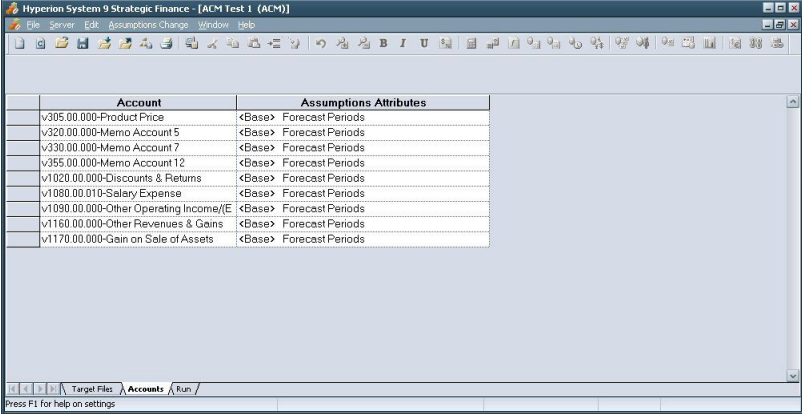 Hyperion System 9 Strategic Finance - [ACM Test 1 (ACM)]
File Server Edit Assumptions Change Window Help
B I U
Account Assumptions Attributes
v305.00.000-Product Price <Base> Forecast Periods
v320.00.000-Memo Account 5 <Base> Forecast Periods
v330.00.000-Memo Account 7 <Base> Forecast Periods
v355.00.000-Memo Account 12 <Base> Forecast Periods
v1020.00.000-Discounts & Returns <Base> Forecast Periods
v1080.00.010-Salary Expense <Base> Forecast Periods
v1090.00.000-Other Operating Income/(E <Base> Forecast Periods
v1160.00.000-Other Revenues & Gains <Base> Forecast Periods
v1170.00.000-Gain on Sale of Assets <Base> Forecast Periods
Target Files Accounts Run
Press F1 for help on settings